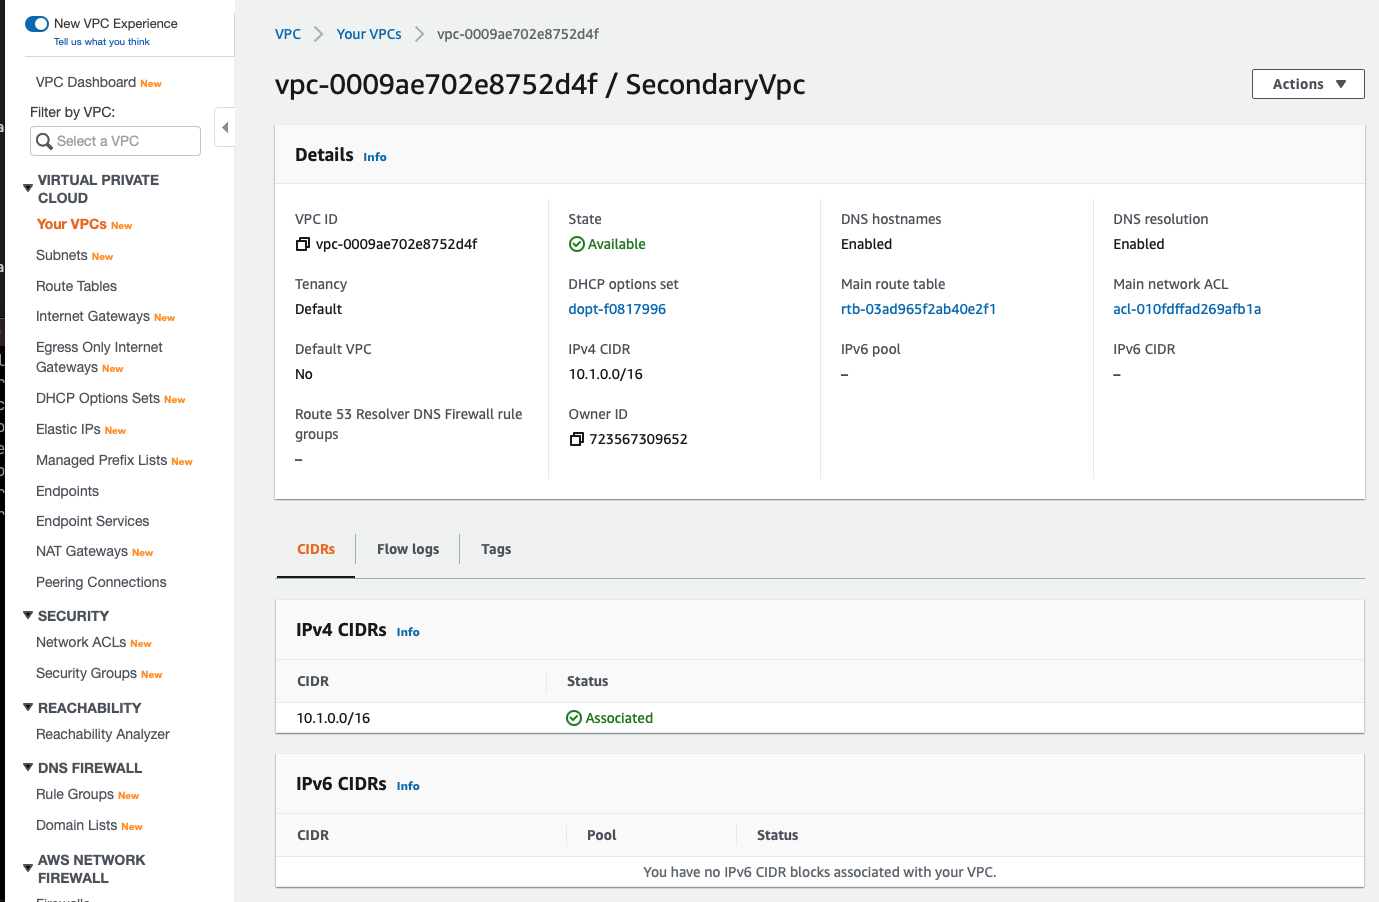 New VPC Experience
Tell us what you think
VPC Dashboard New
Filter by VPC:
Select a VPC
VIRTUAL PRIVATE
CLOUD
Your VPCs New
Subnets New
Route Tables
Internet Gateways New
Egress Only Internet
Gateways New
DHCP Options Sets New
Elastic IPs New
Managed Prefix Lists New
Endpoints
Endpoint Services
NAT Gateways New
Peering Connections
SECURITY
Network ACLs New
Security Groups New
REACHABILITY
Reachability Analyzer
DNS FIREWALL
Rule Groups New
Domain Lists New
AWS NETWORK
FIREWALL
VPC Your VPCs vpc-0009ae702e8752d4f
vpc-0009ae702e8752d4f / SecondaryVpc
Actions
Details Info
VPC ID
vpc-0009ae702e8752d4f
State
Available
DNS hostnames
Enabled
DNS resolution
Enabled
Tenancy
Default
DHCP options set
dopt-f0817996
Main route table
rtb-03ad965f2ab40e2f1
Main network ACL
acl-010fdffad269afb1a
Default VPC
No
IPv4 CIDR
10.1.0.0/16
IPv6 pool
–
IPv6 CIDR
–
Route 53 Resolver DNS Firewall rule
groups
–
Owner ID
723567309652
CIDRs Flow logs Tags
IPv4 CIDRs Info
CIDR Status
10.1.0.0/16 Associated
IPv6 CIDRs Info
CIDR Pool Status
You have no IPv6 CIDR blocks associated with your VPC.